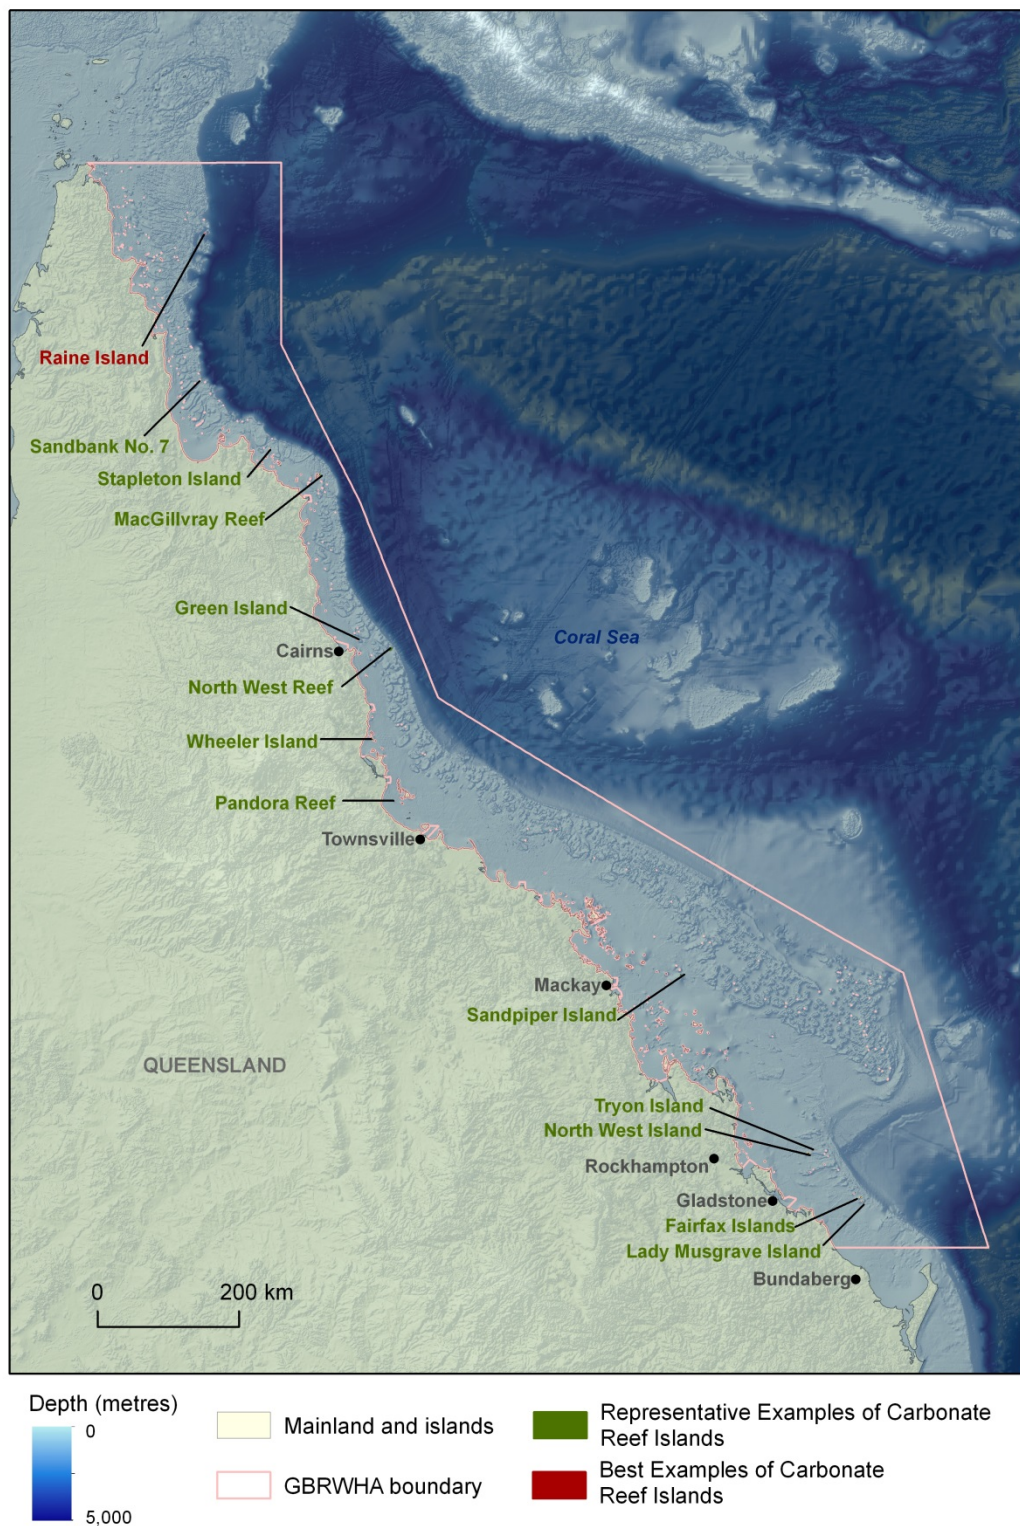 Raine Island
Sandbank No. 7
Stapleton Island
MacGillvray Reef
Green Island
Coral Sea
Cairns
North West Reef
Wheeler Island
Pandora Reef
Townsville
Mackay
Sandpiper Island
QUEENSLAND
Tryon Island
North West Island
Rockhampton
Gladstone
Fairfax Islands
Lady Musgrave Island
Bundaberg
0 200 km
Depth (metres)
0
5,000
Mainland and islands
GBRWHA boundary
Representative Examples of Carbonate
Reef Islands
Best Examples of Carbonate
Reef Islands